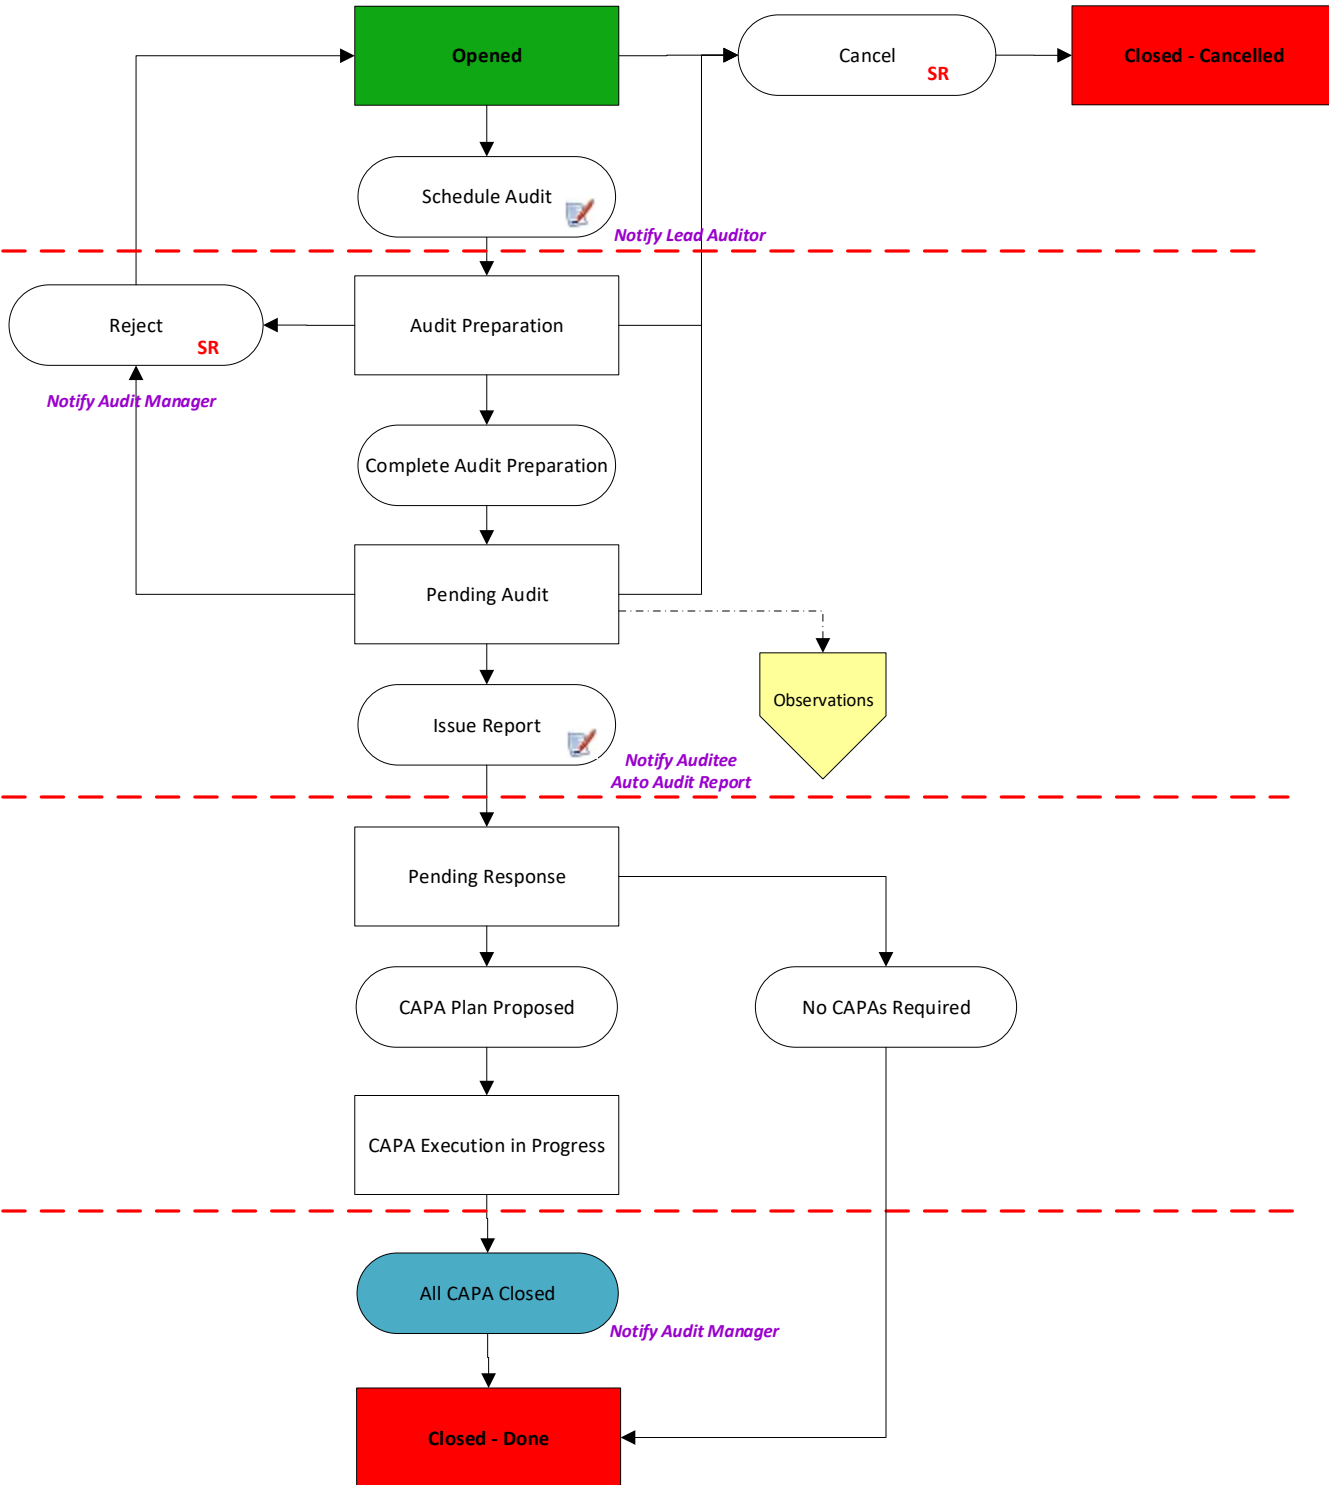 Opened
Cancel
SR
Closed - Cancelled
Schedule Audit
Notify Lead Auditor
Reject
SR
Audit Preparation
Notify Audit Manager
Complete Audit Preparation
Pending Audit
Observations
Issue Report
Notify Auditee
Auto Audit Report
Pending Response
CAPA Plan Proposed
No CAPAs Required
CAPA Execution in Progress
All CAPA Closed
Notify Audit Manager
Closed - Done